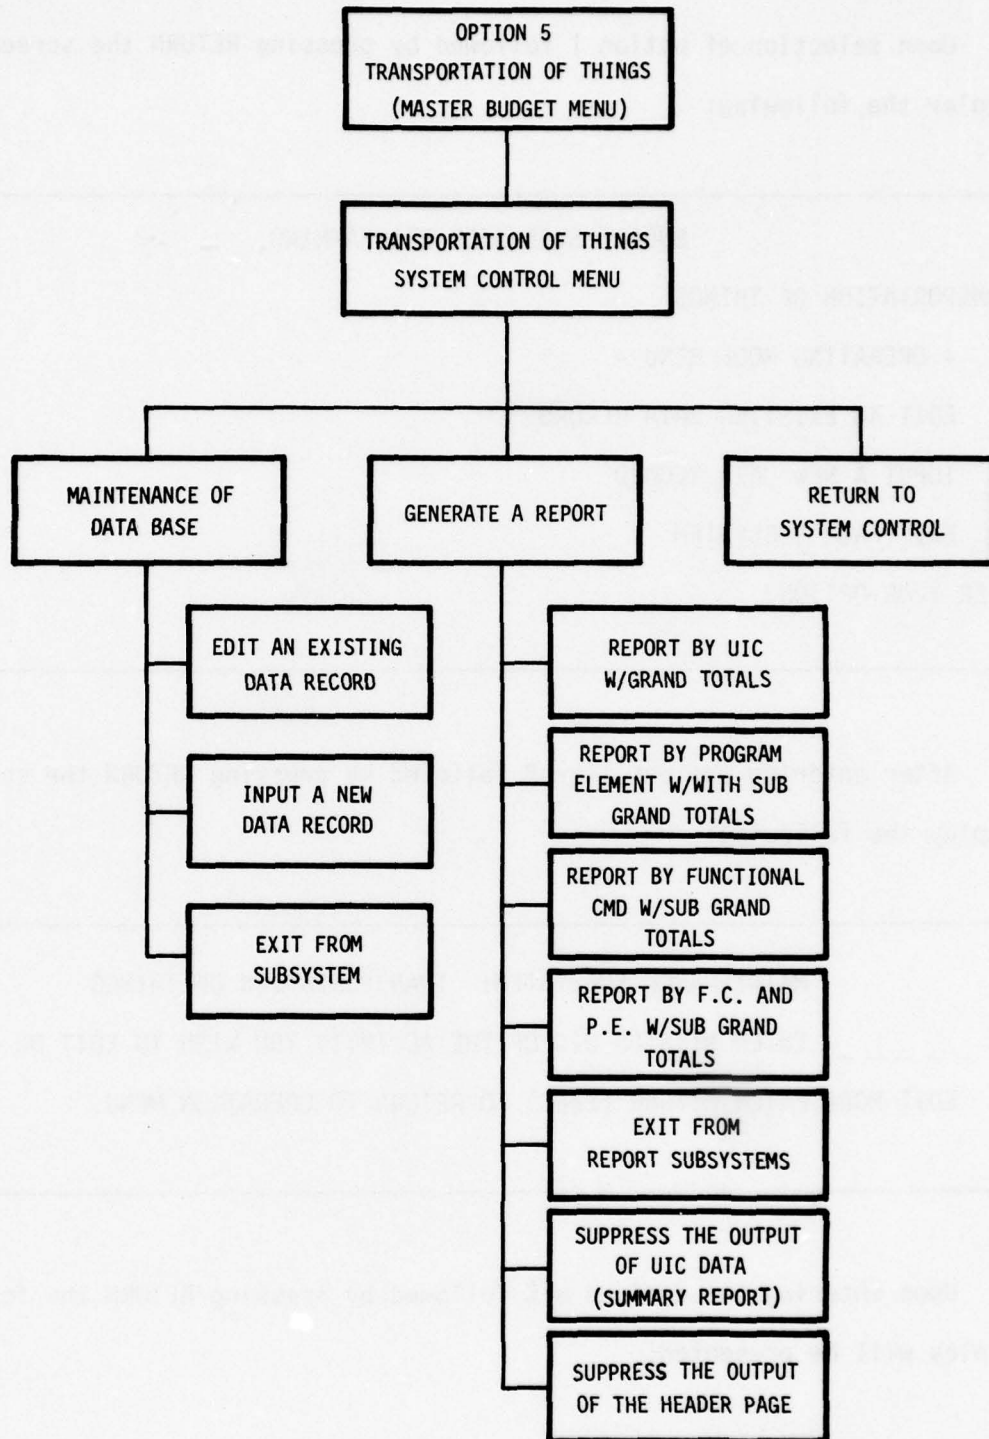 OPTION 5
TRANSPORTATION OF THINGS
(MASTER BUDGET MENU)
TRANSPORTATION OF THINGS
SYSTEM CONTROL MENU
MAINTENANCE OF
DATA BASE
GENERATE A REPORT
RETURN TO
SYSTEM CONTROL
EDIT AN EXISTING
DATA RECORD
INPUT A NEW
DATA RECORD
EXIT FROM
SUBSYSTEM
REPORT BY UIC
W/GRAND TOTALS
REPORT BY PROGRAM
ELEMENT W/WITH SUB
GRAND TOTALS
REPORT BY FUNCTIONAL
CMD W/SUB GRAND
TOTALS
REPORT BY F.C. AND
P.E. W/SUB GRAND
TOTALS
EXIT FROM
REPORT SUBSYSTEMS
SUPPRESS THE OUTPUT
OF UIC DATA
(SUMMARY REPORT)
SUPPRESS THE OUTPUT
OF THE HEADER PAGE